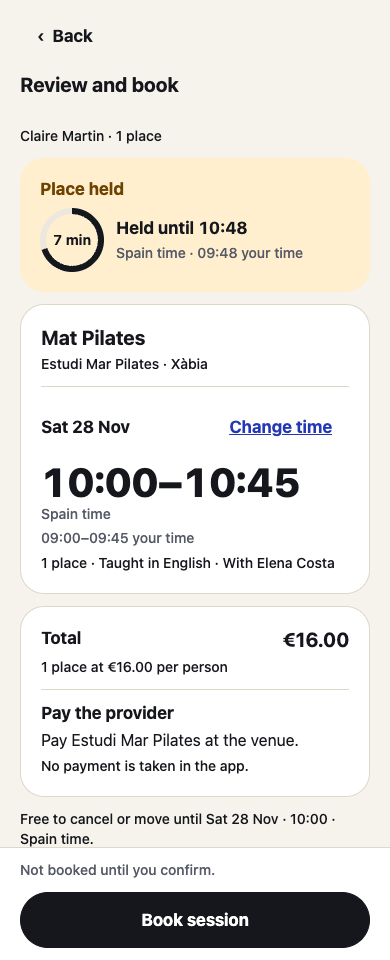 ‹ Back
Review and book
Claire Martin · 1 place
Place held
7 min
Held until 10:48
Spain time · 09:48 your time
Mat Pilates
Estudi Mar Pilates · Xàbia
Sat 28 Nov
Change time
10:00–10:45
Spain time
09:00–09:45 your time
1 place · Taught in English · With Elena Costa
Total
€16.00
1 place at €16.00 per person
Pay the provider
Pay Estudi Mar Pilates at the venue.
No payment is taken in the app.
Free to cancel or move until Sat 28 Nov · 10:00 ·
Spain time.
Not booked until you confirm.
Book session